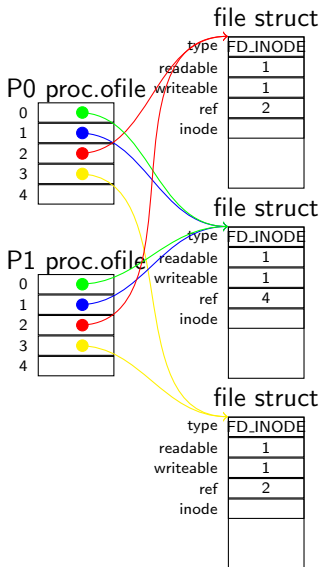 file struct
type FD_INODE
readable 1
writeable 1
ref 2
inode
P0 proc.ofile
0
1
2
3
4
file struct
type FD_INODE
readable 1
writeable 1
ref 4
inode
P1 proc.ofile
0
1
2
3
4
file struct
type FD_INODE
readable 1
writeable 1
ref 2
inode